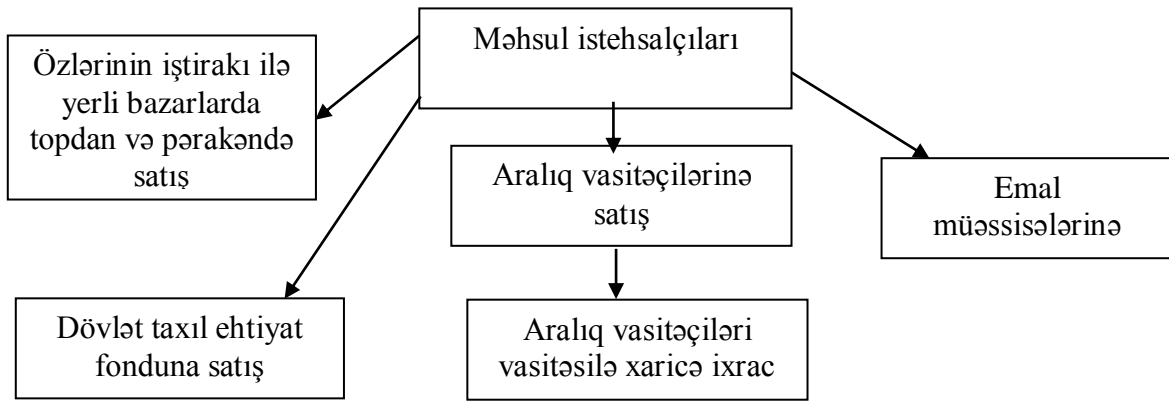 Məhsul istehsalçıları
Özlərinin iştirakı ilə
yerli bazarlarda
topdan və pərakəndə
satış
Aralıq vasitəçilərinə
satış
Emal
müəssisələrinə
Dövlət taxıl ehtiyat
fonduna satış
Aralıq vasitəçiləri
vasitəsilə xaricə ixrac